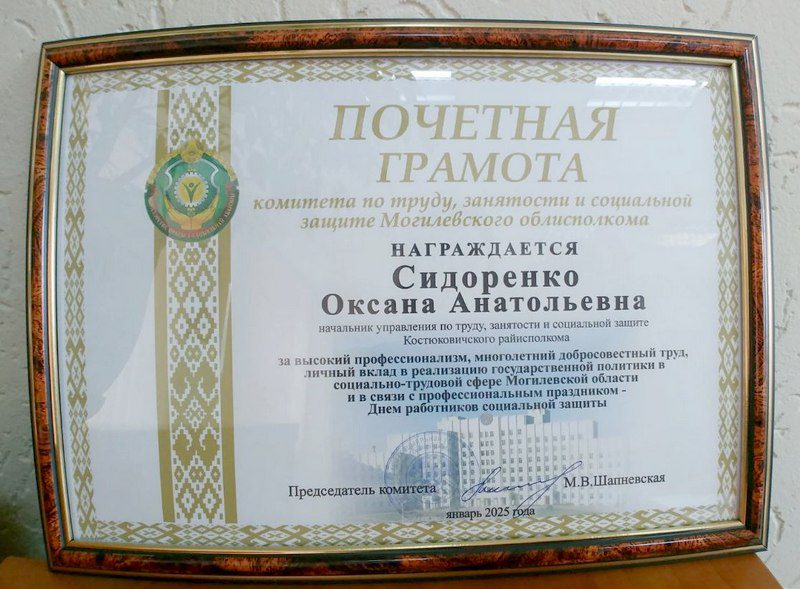 ПОЧЕТНАЯ
ГРАМОТА
комитета по труду, занятости и социальной
защите Могилевского облисполкома
НАГРАЖДАЕТСЯ
Сидоренко
Оксана Анатольевна
начальник управления по труду, занятости и социальной защите
Костюковичского райисполкома
за высокий профессионализм, многолетний добросовестный труд,
личный вклад в реализацию государственной политики в
социально-трудовой сфере Могилевской области
и в связи с профессиональным праздником -
Днем работников социальной защиты
Председатель комитета М.В.Шапневская
январь 2025 года